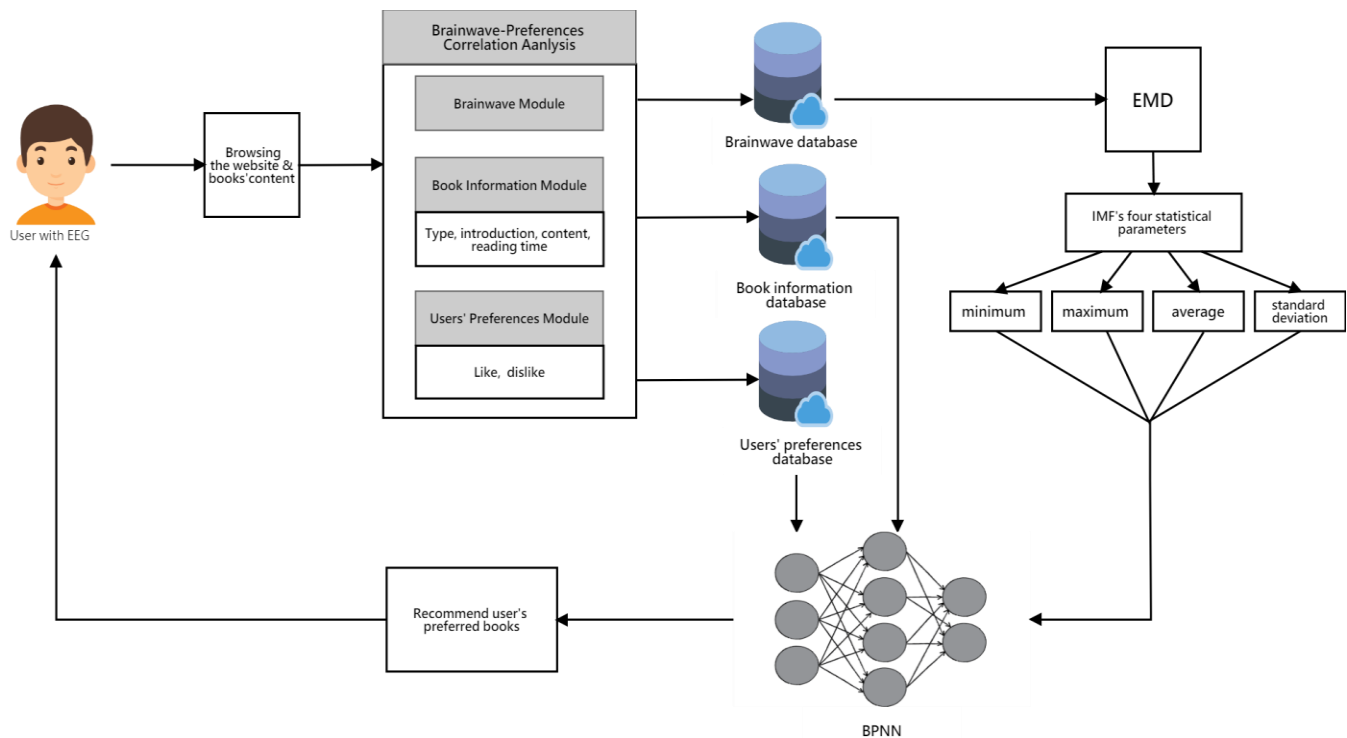 User with EEG
Browsing
the website &
books'content
Brainwave-Preferences
Correlation Aanlysis
Brainwave Module
Book Information Module
Type, introduction, content,
reading time
Users' Preferences Module
Like, dislike
Brainwave database
Book information
database
Users' preferences
database
EMD
IMF's four statistical
parameters
minimum
maximum
average
standard
deviation
BPNN
Recommend user's
preferred books